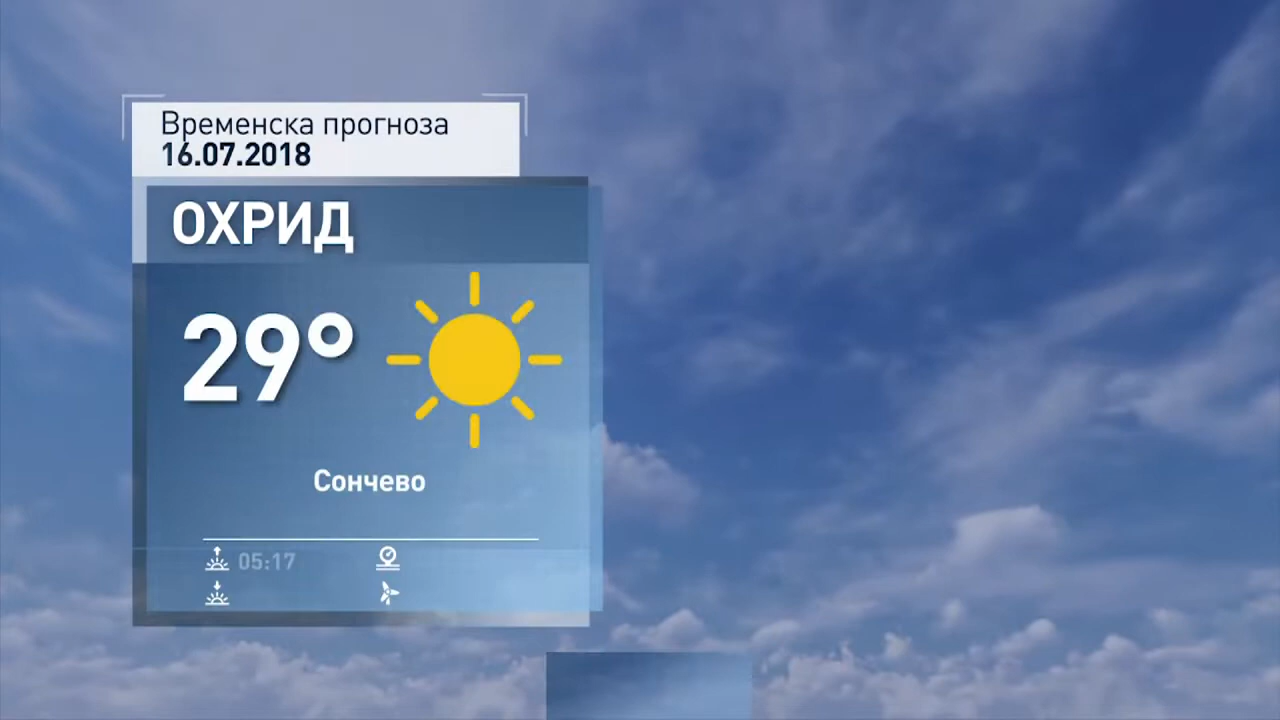 Временска прогноза
16.07.2018
ОХРИД
29°
Сончево
05:17